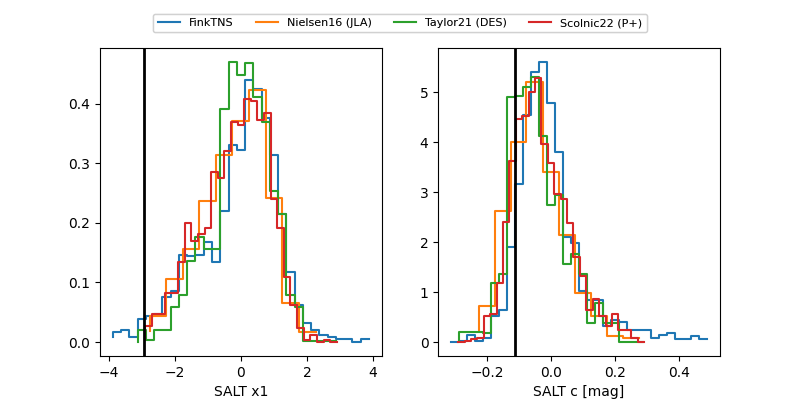 FinkTNS Nielsen16 (JLA) Taylor21 (DES) Scolnic22 (P+)
0.4
0.3
0.2
0.1
0.0
−4 −2 0 2 4
SALT x1
5
4
3
2
1
0
−0.2 0.0 0.2 0.4
SALT c [mag]